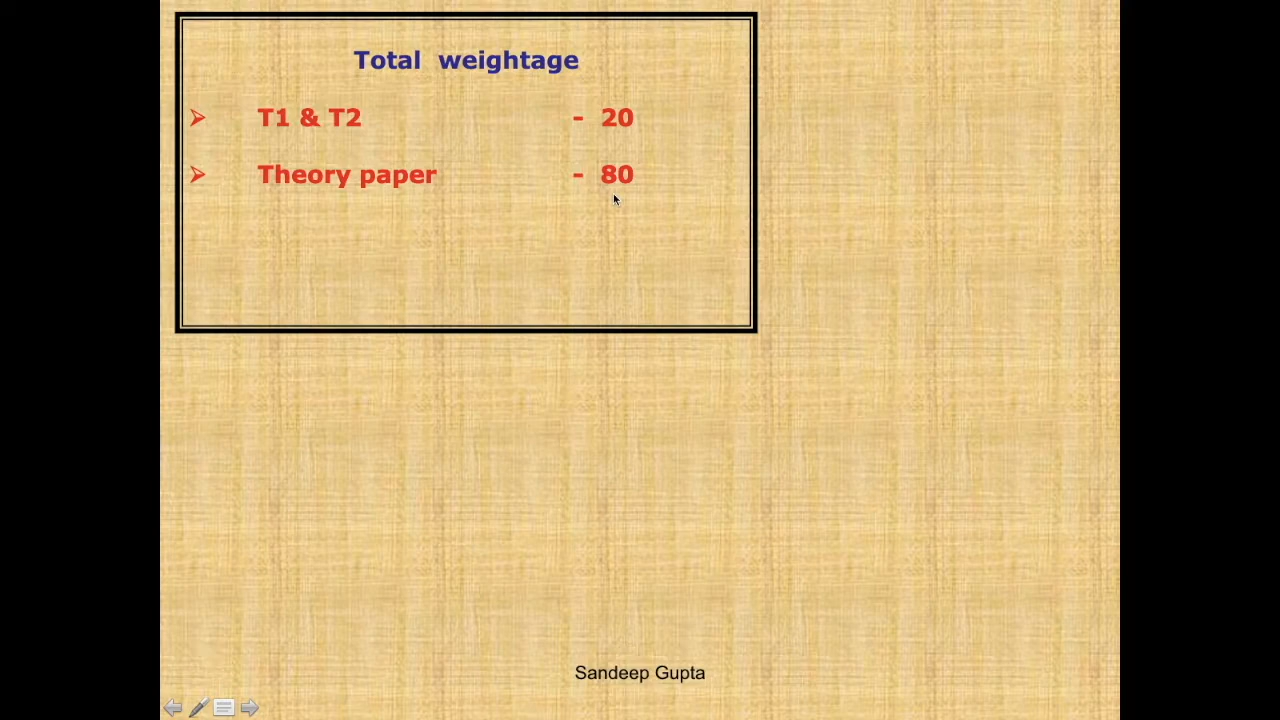 Total weightage
T1 & T2 - 20
Theory paper - 80
Sandeep Gupta